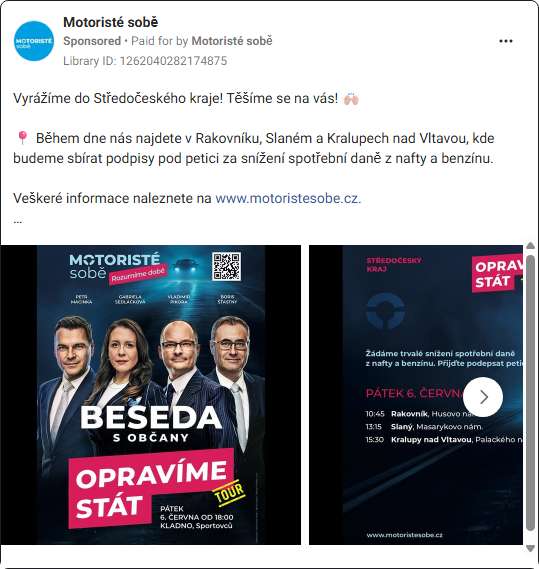 Motoristé sobě
Sponsored • Paid for by Motoristé sobě
Library ID: 1262040282174875
MOTORISTÉ
sobě
Vyrážíme do Středočeského kraje! Těšíme se na vás! 🙌🏻
📍 Během dne nás najdete v Rakovníku, Slaném a Kralupech nad Vltavou, kde
budeme sbírat podpisy pod petici za snížení spotřební daně z nafty a benzínu.
Veškeré informace naleznete na www.motoristesobe.cz.
...
MOTORISTÉ
sobě
Rozumíme době
PETR
MACINKA
GABRIELA
SEDLÁČKOVÁ
VLADIMÍR
PIKORA
BORIS
ŠŤASTNÝ
BESEDA
S OBČANY
OPRAVÍME
STÁT
TOUR
PÁTEK
6. ČERVNA OD 18:00
KLADNO, Sportovců
STŘEDOČESKÝ
KRAJ
OPRAV
STÁT
Žádáme trvalé snížení spotřební daně
z nafty a benzínu. Přijďte podepsat petic
PÁTEK 6. ČERVNA
10:45 Rakovník, Husovo ná
13:15 Slaný, Masarykovo nám.
15:30 Kralupy nad Vltavou, Palackého n
www.motoristesobe.cz